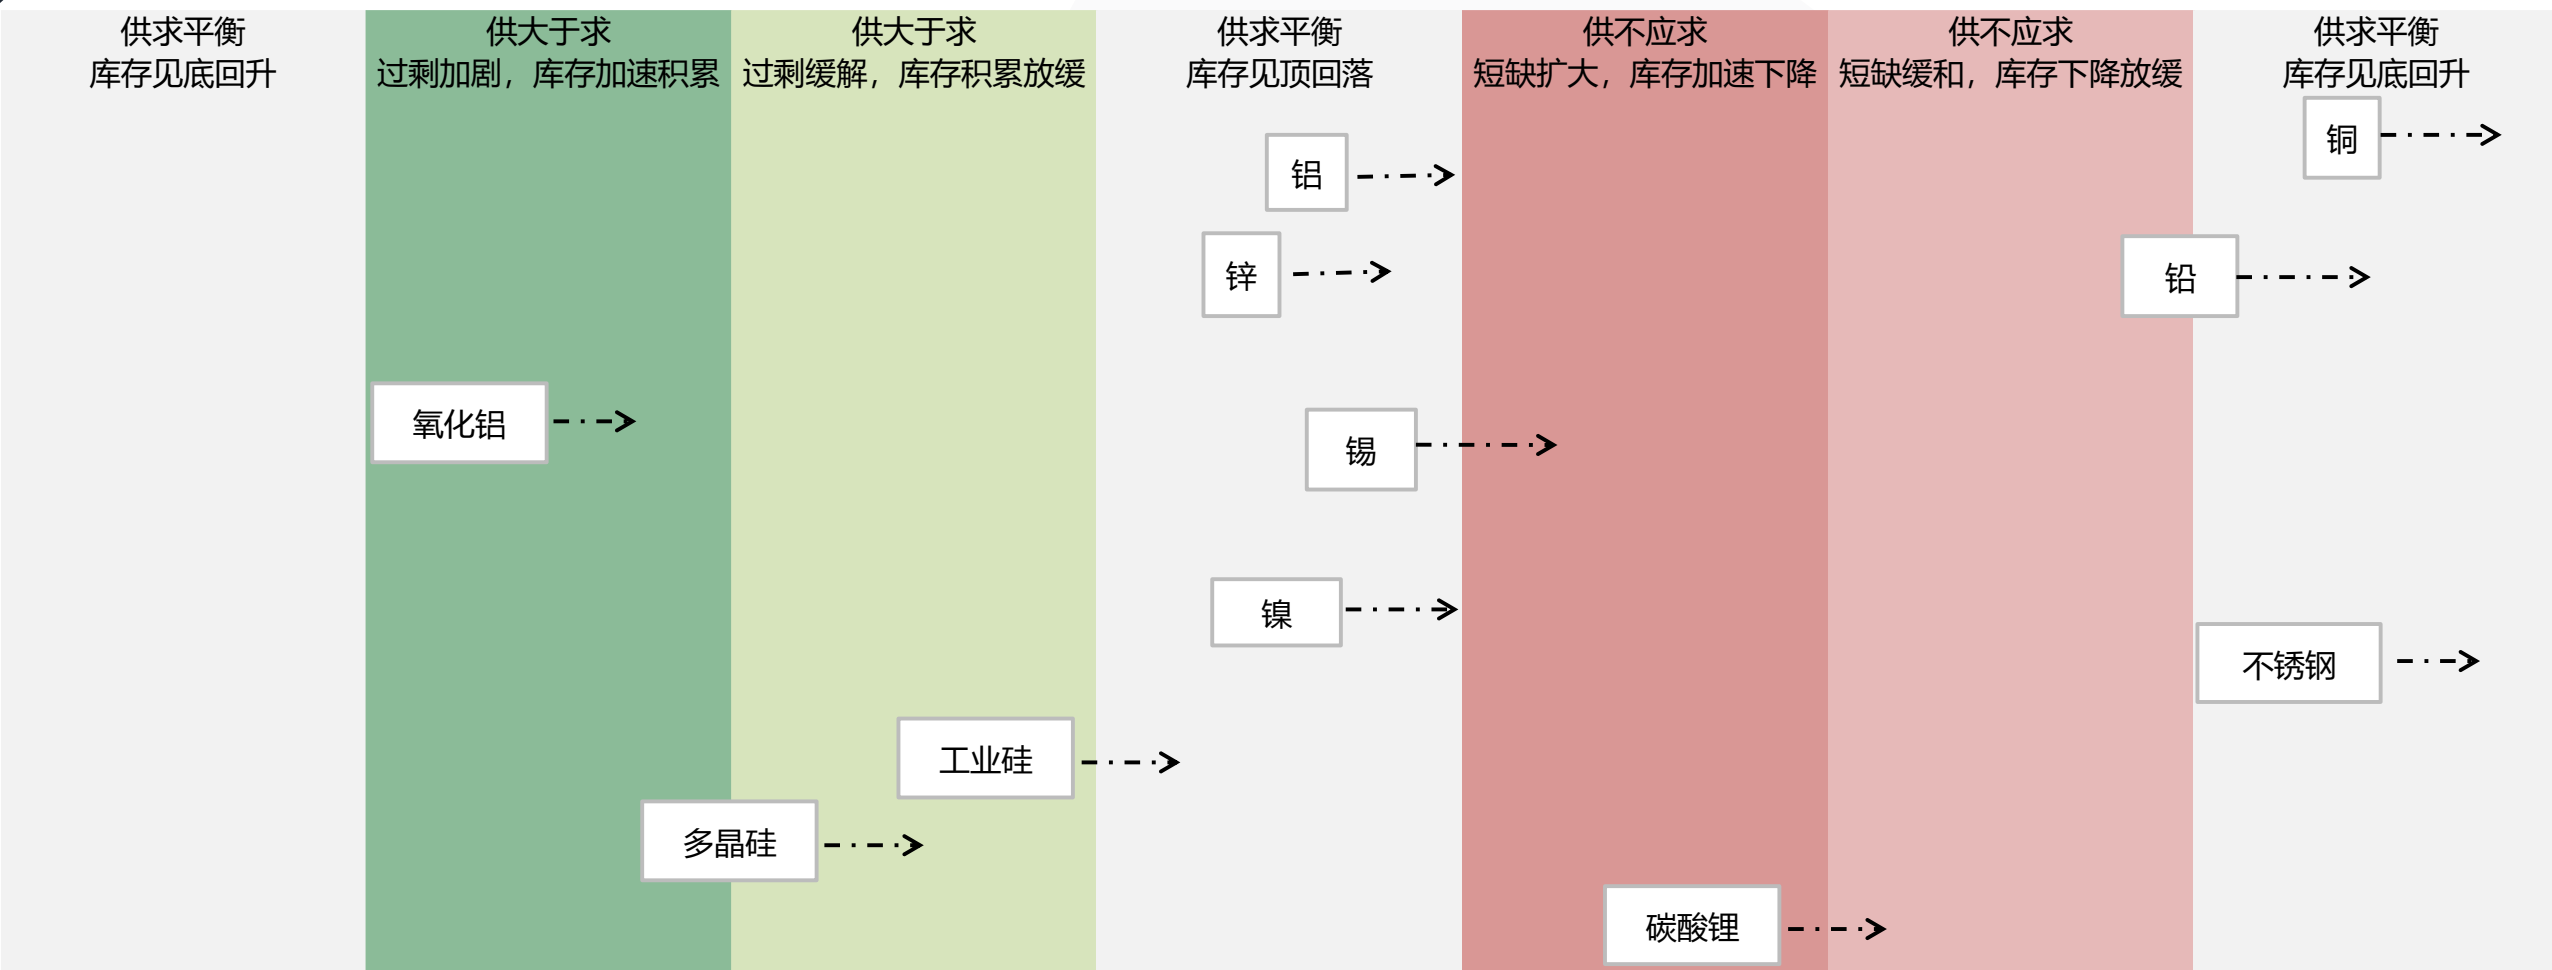 供求平衡
库存见底回升
供大于求
过剩加剧，库存加速积累
供大于求
过剩缓解，库存积累放缓
供求平衡
库存见顶回落
供不应求
短缺扩大，库存加速下降
供不应求
短缺缓和，库存下降放缓
供求平衡
库存见底回升
铜
铝
锌
铅
氧化铝
锡
镍
不锈钢
工业硅
多晶硅
碳酸锂